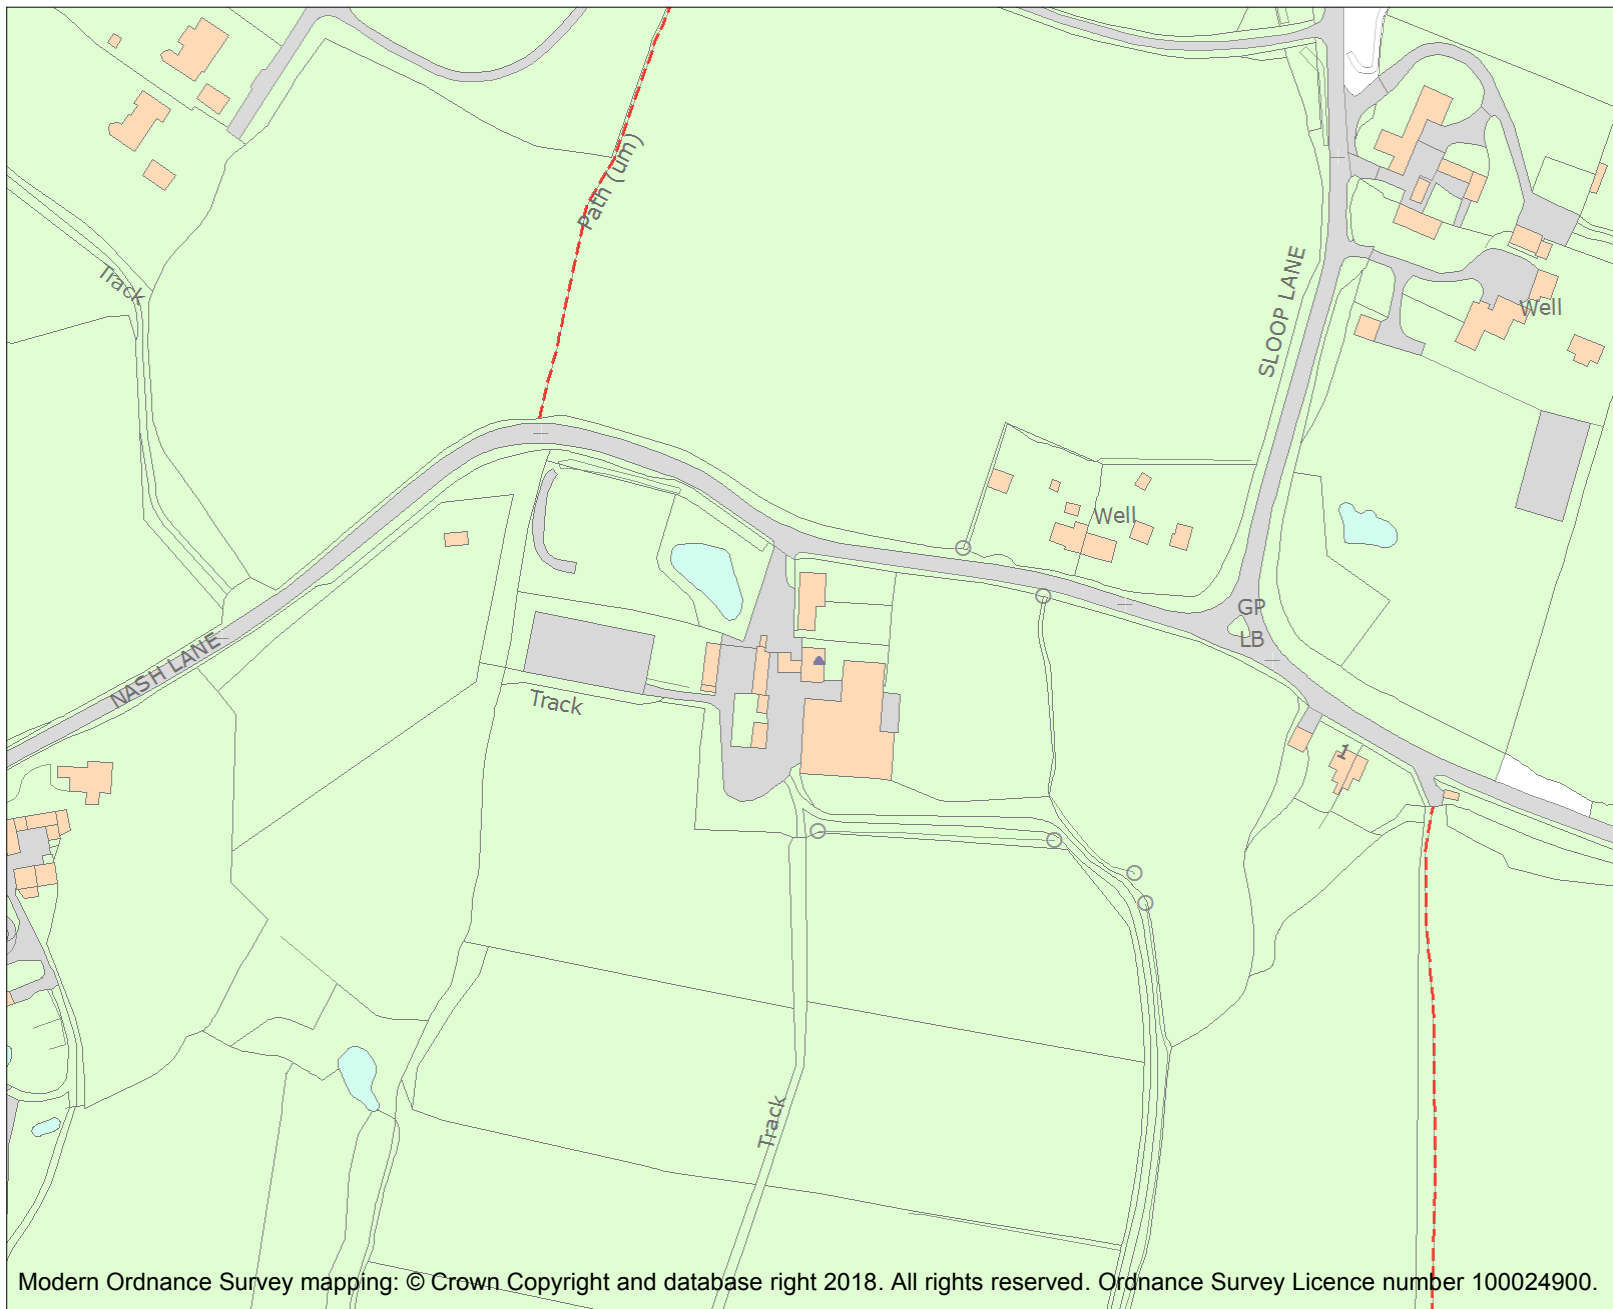 Path (um)
Track
SLOOP LANE
Well
Well
GP
LB
NASH LANE
Track
1
Track
Modern Ordnance Survey mapping: © Crown Copyright and database right 2018. All rights reserved. Ordnance Survey Licence number 100024900.